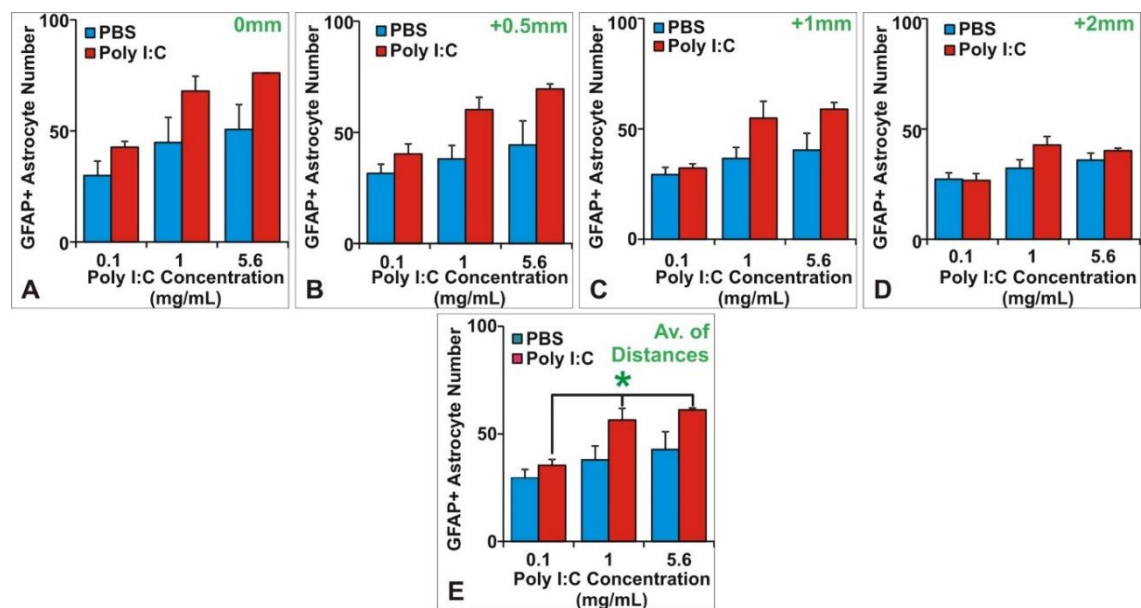 GFAP+ Astrocyte Number
100
50
0
PBS
Poly I:C
0mm
0.1 1 5.6
Poly I:C Concentration
(mg/mL)
A
GFAP+ Astrocyte Number
100
50
0
PBS
Poly I:C
+0.5mm
0.1 1 5.6
Poly I:C Concentration
(mg/mL)
B
GFAP+ Astrocyte Number
100
50
0
PBS
Poly I:C
+1mm
0.1 1 5.6
Poly I:C Concentration
(mg/mL)
C
GFAP+ Astrocyte Number
100
50
0
PBS
Poly I:C
+2mm
0.1 1 5.6
Poly I:C Concentration
(mg/mL)
D
GFAP+ Astrocyte Number
100
50
0
PBS
Poly I:C
Av. of
Distances
*
0.1 1 5.6
Poly I:C Concentration
(mg/mL)
E